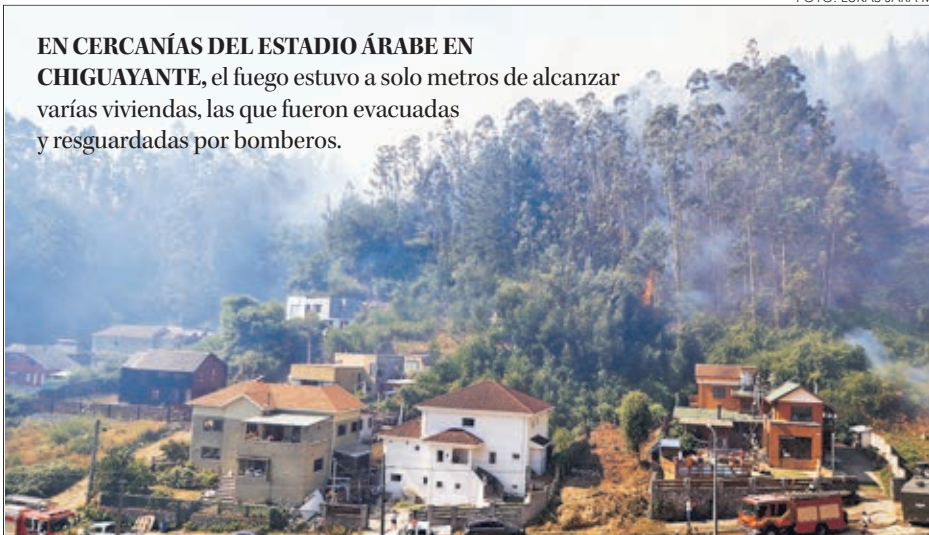 EN CERCANÍAS DEL ESTADIO ÁRABE EN
CHIGUAYANTE, el fuego estuvo a solo metros de alcanzar
varías viviendas, las que fueron evacuadas
y resguardadas por bomberos.